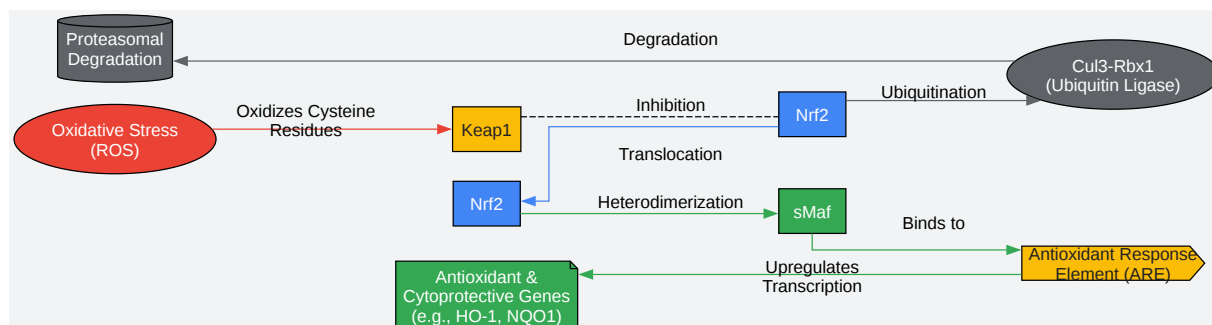 Proteasomal
Degradation
Degradation
Cul3-Rbx1
(Ubiquitin Ligase)
Oxidative Stress
(ROS)
Oxidizes Cysteine
Residues
Keap1
Inhibition
Nrf2
Ubiquitination
Translocation
Nrf2
Heterodimerization
sMaf
Binds to
Antioxidant Response
Element (ARE)
Upregulates
Transcription
Antioxidant &
Cytoprotective Genes
(e.g., HO-1, NQO1)